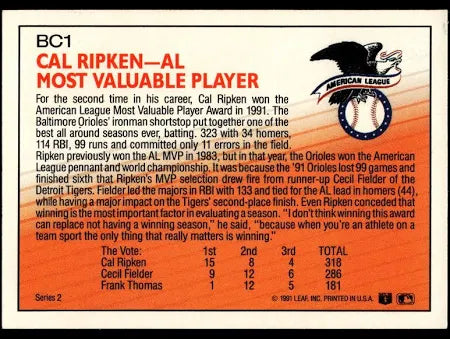 BC1
CAL RIPKEN—AL
MOST VALUABLE PLAYER
AMERICAN LEAGUE
For the second time in his career, Cal Ripken won the
American League Most Valuable Player Award in 1991. The
Baltimore Orioles' ironman shortstop put together one of the
best all around seasons ever, batting. 323 with 34 homers,
114 RBI, 99 runs and committed only 11 errors in the field.
Ripken previously won the AL MVP in 1983, but in that year, the Orioles won the American
League pennant and world championship. It was because the '91 Orioles lost 99 games and
finished sixth that Ripken's MVP selection drew fire from runner-up Cecil Fielder of the
Detroit Tigers. Fielder led the majors in RBI with 133 and tied for the AL lead in homers (44),
while having a major impact on the Tigers' second-place finish. Even Ripken conceded that
winning is the most important factor in evaluating a season. "I don't think winning this award
can replace not having a winning season," he said, "because when you're an athlete on a
team sport the only thing that really matters is winning."
The Vote: 1st 2nd 3rd TOTAL
Cal Ripken 15 8 4 318
Cecil Fielder 9 12 6 286
Frank Thomas 1 12 5 181
Series 2 © 1991 LEAF, INC. PRINTED IN U.S.A.